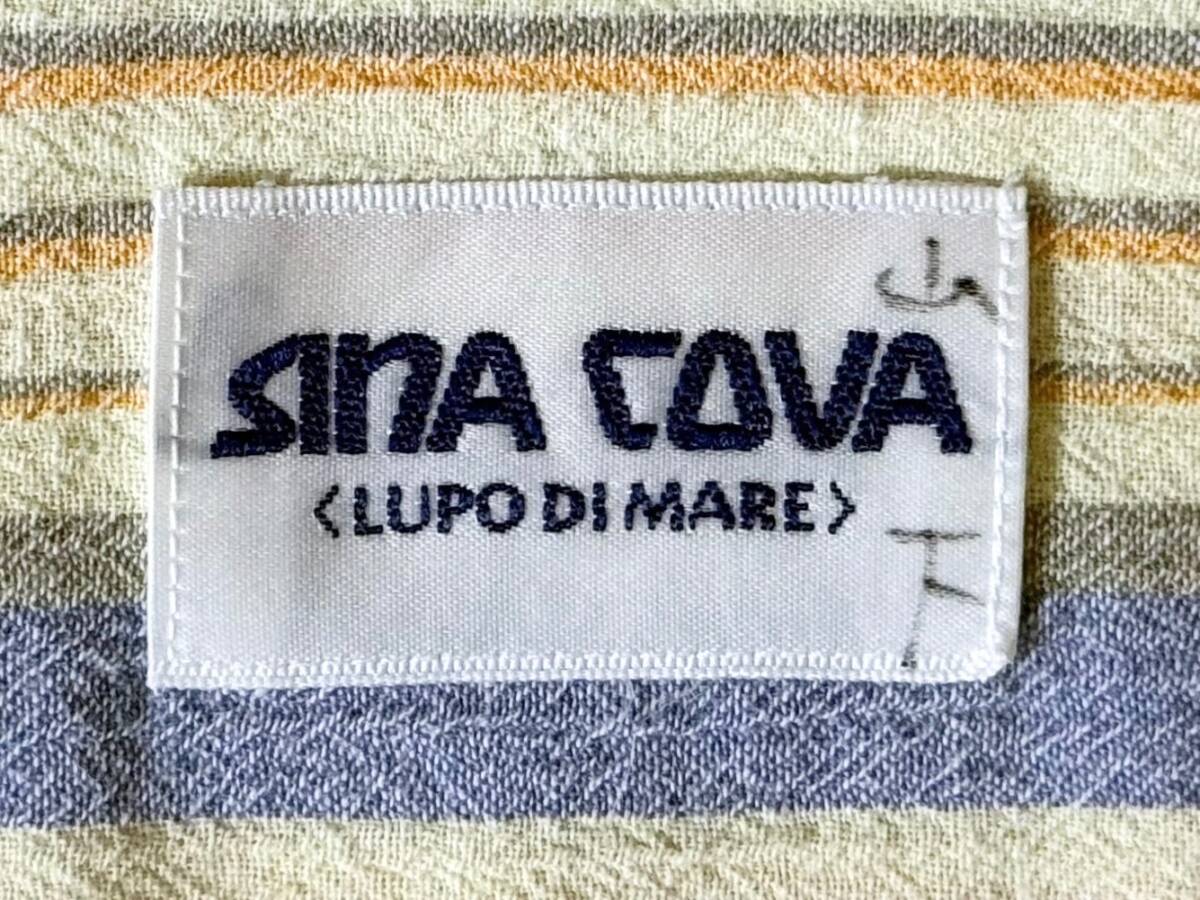 SINA COVA
〈LUPO DI MARE〉